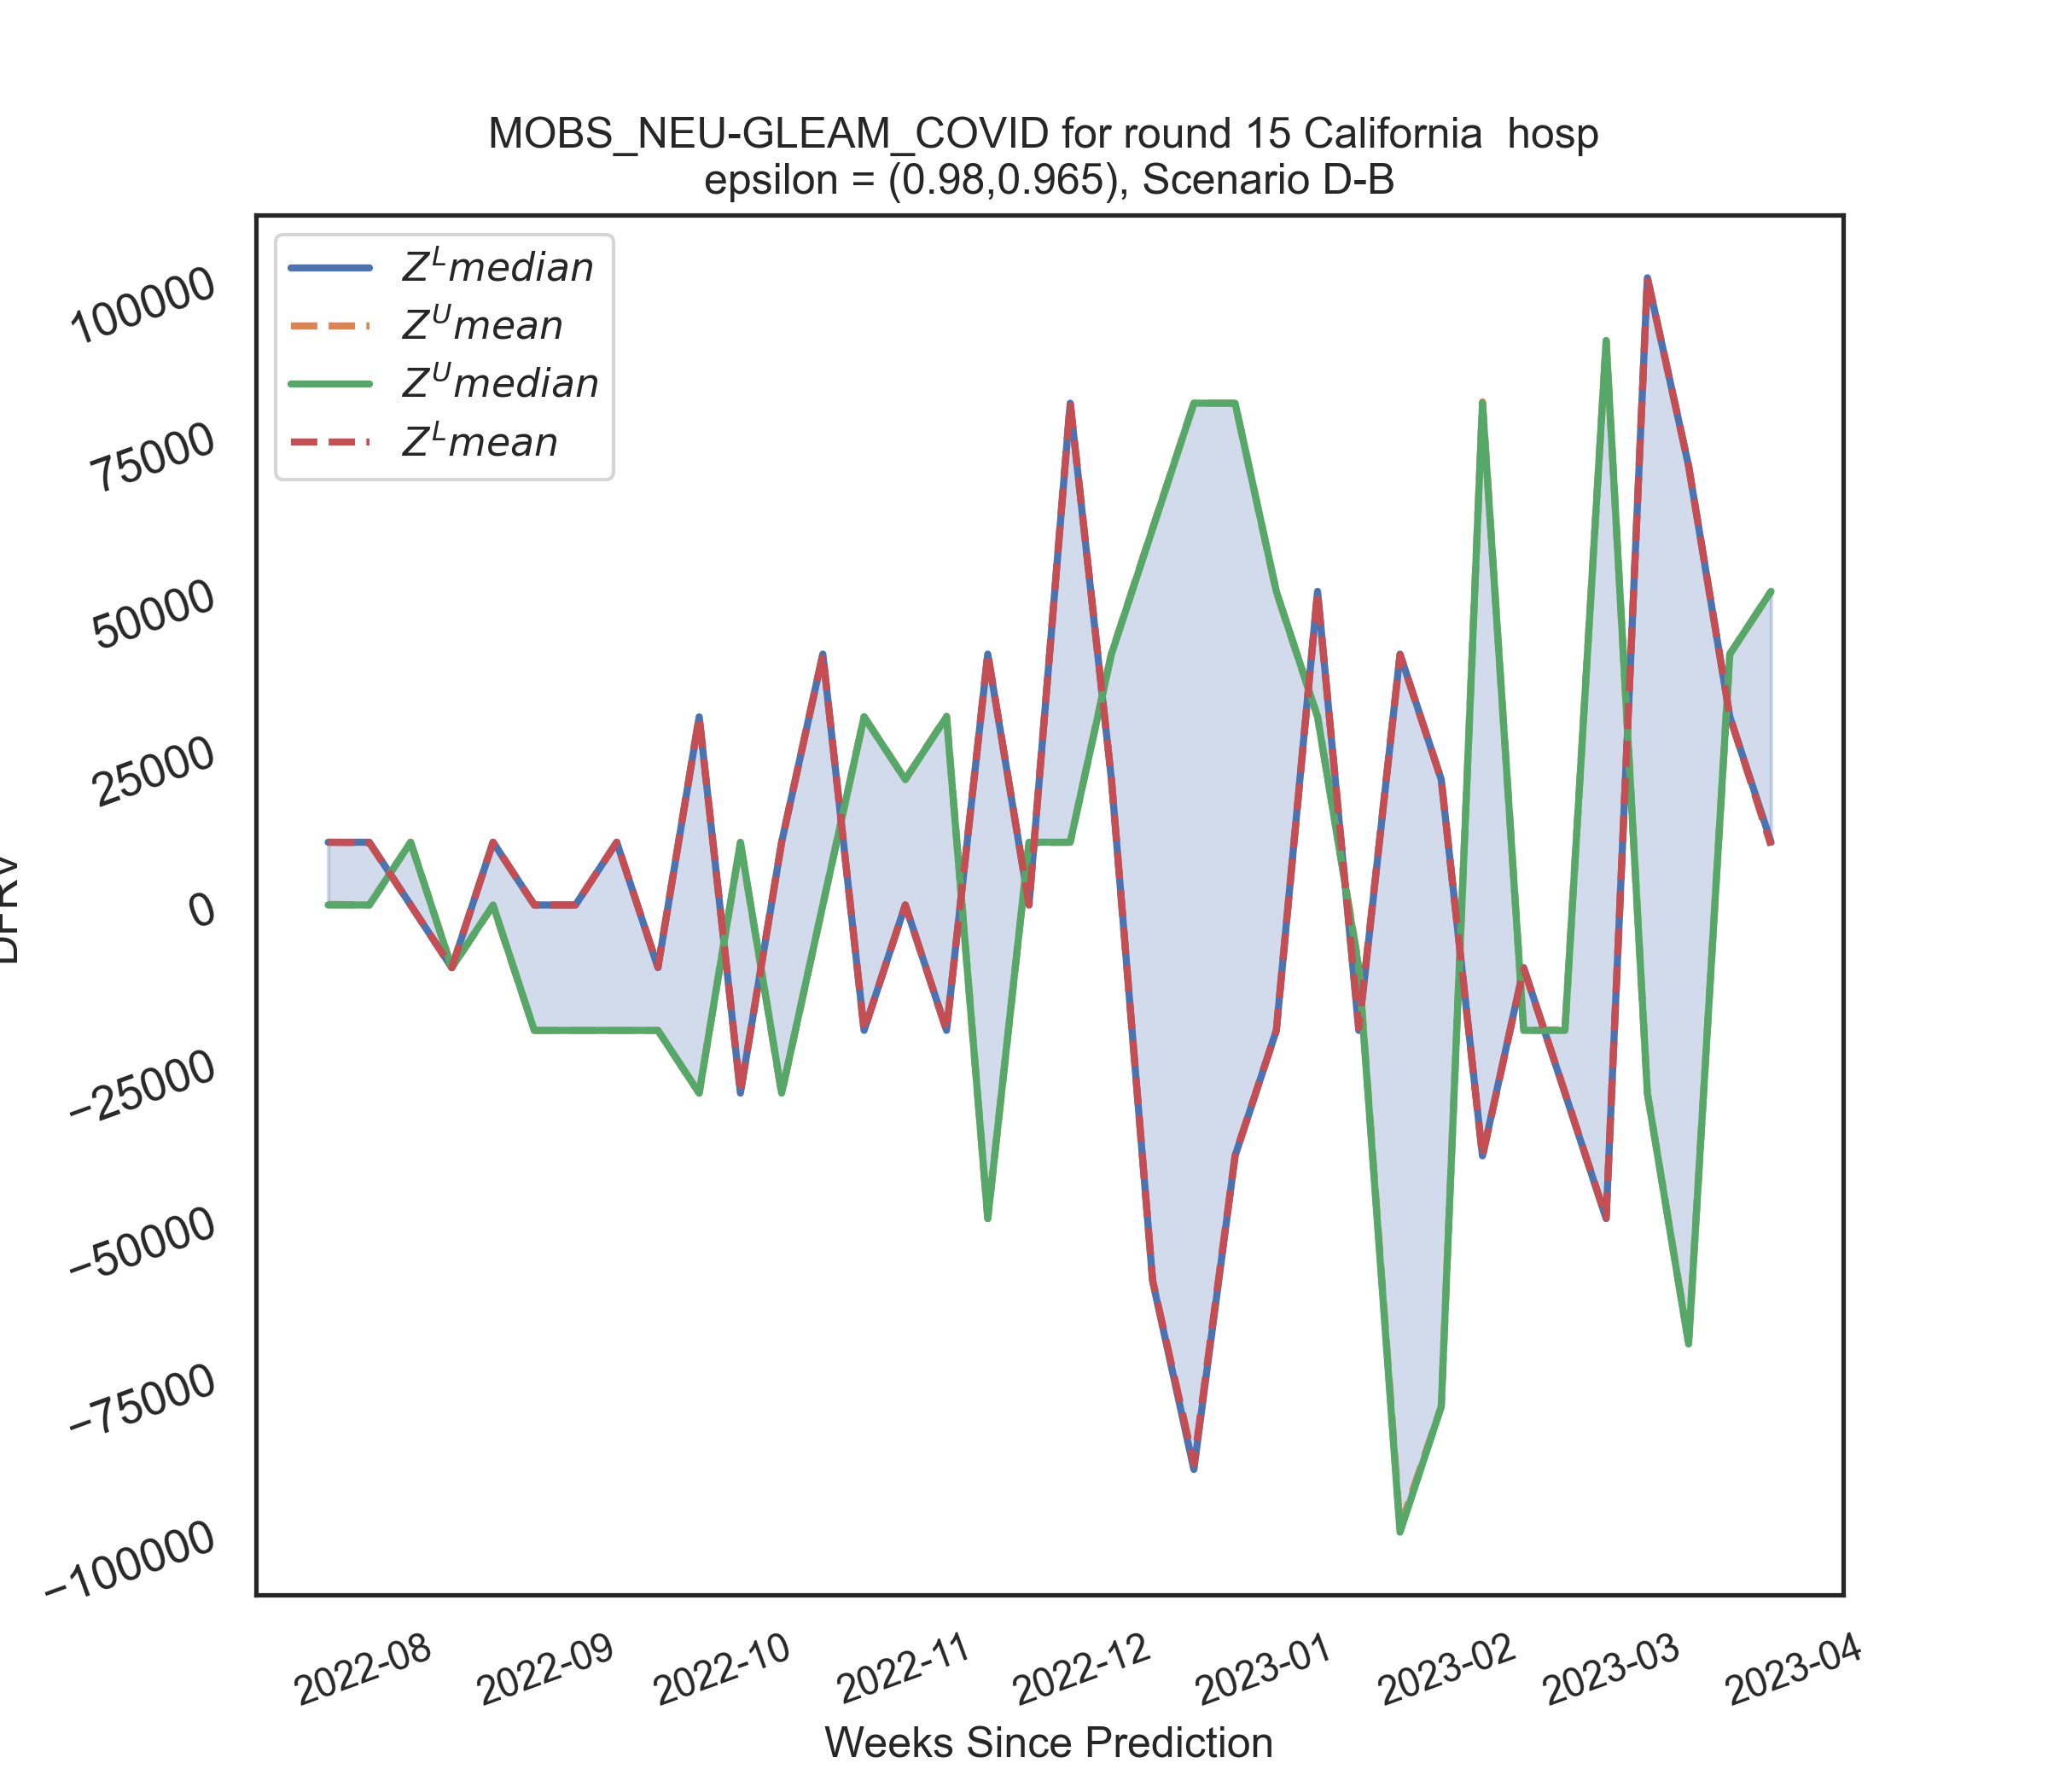 MOBS_NEU-GLEAM_COVID for round 15 California  hosp
epsilon = (0.98,0.965), Scenario D-B
Z^L median
Z^U mean
Z^U median
Z^L mean
100000
75000
50000
25000
0
−25000
−50000
−75000
−100000
2022-08
2022-09
2022-10
2022-11
2022-12
2023-01
2023-02
2023-03
2023-04
Weeks Since Prediction